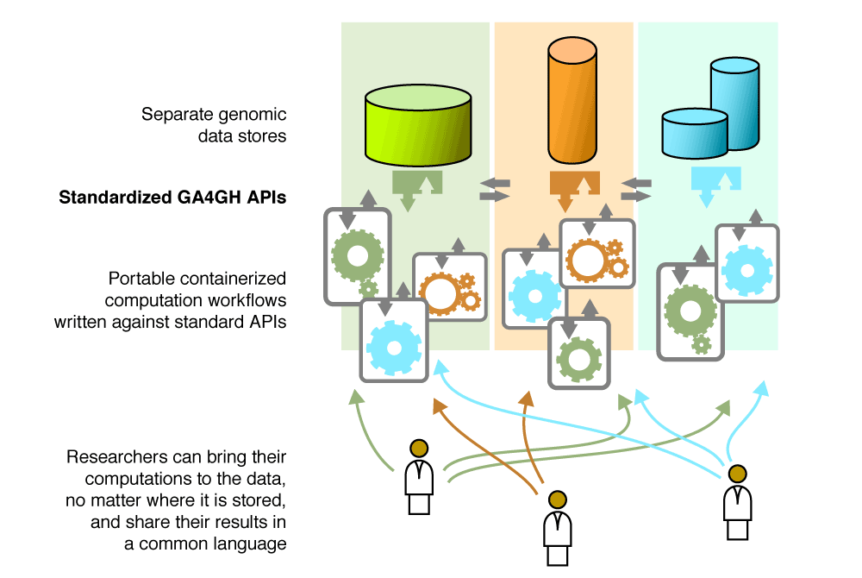 Separate genomic
data stores
Standardized GA4GH APIs
Portable containerized
computation workflows
written against standard APIs
Researchers can bring their
computations to the data,
no matter where it is stored,
and share their results in
a common language